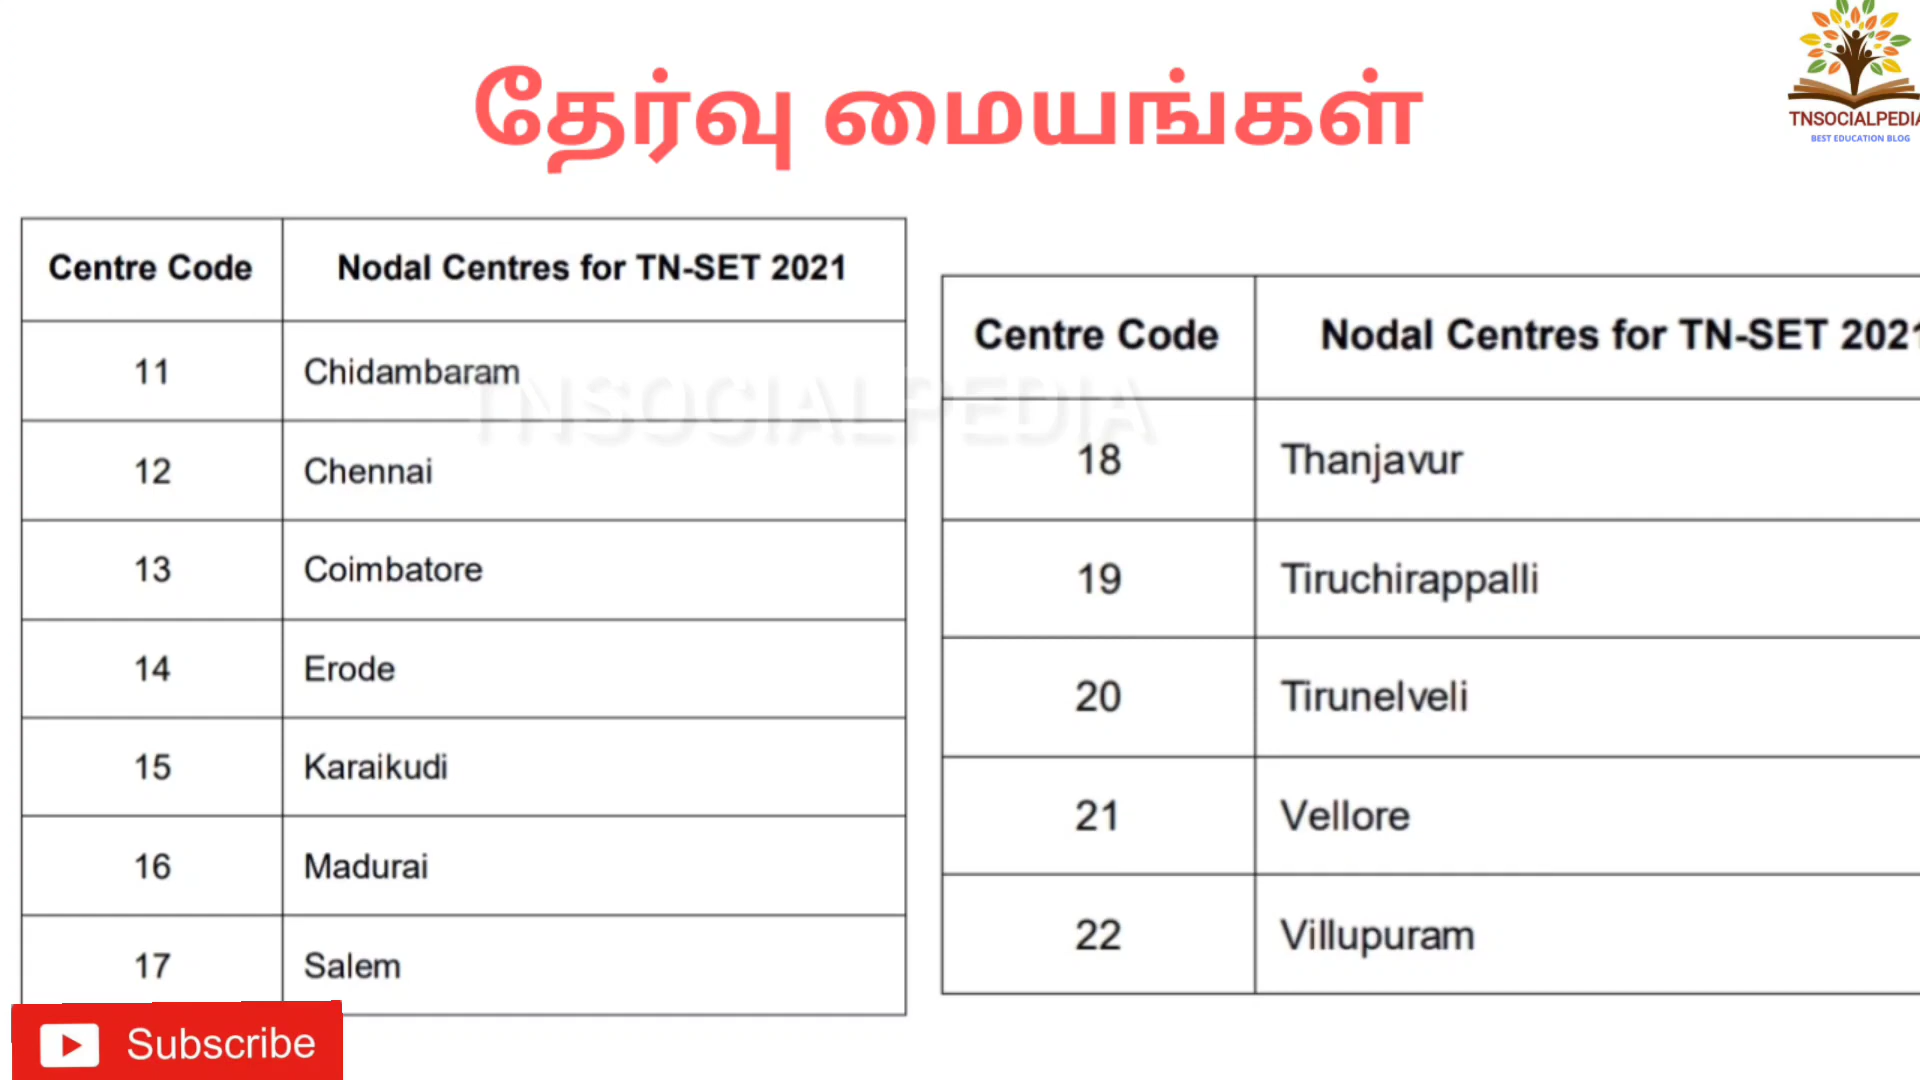 தேர்வு மையங்கள்
TNSOCIALPEDIA
BEST EDUCATION BLOG
Centre Code Nodal Centres for TN-SET 2021
11 Chidambaram
12 Chennai
13 Coimbatore
14 Erode
15 Karaikudi
16 Madurai
17 Salem
Centre Code Nodal Centres for TN-SET 2021
18 Thanjavur
19 Tiruchirappalli
20 Tirunelveli
21 Vellore
22 Villupuram
TNSOCIALPEDIA
Subscribe